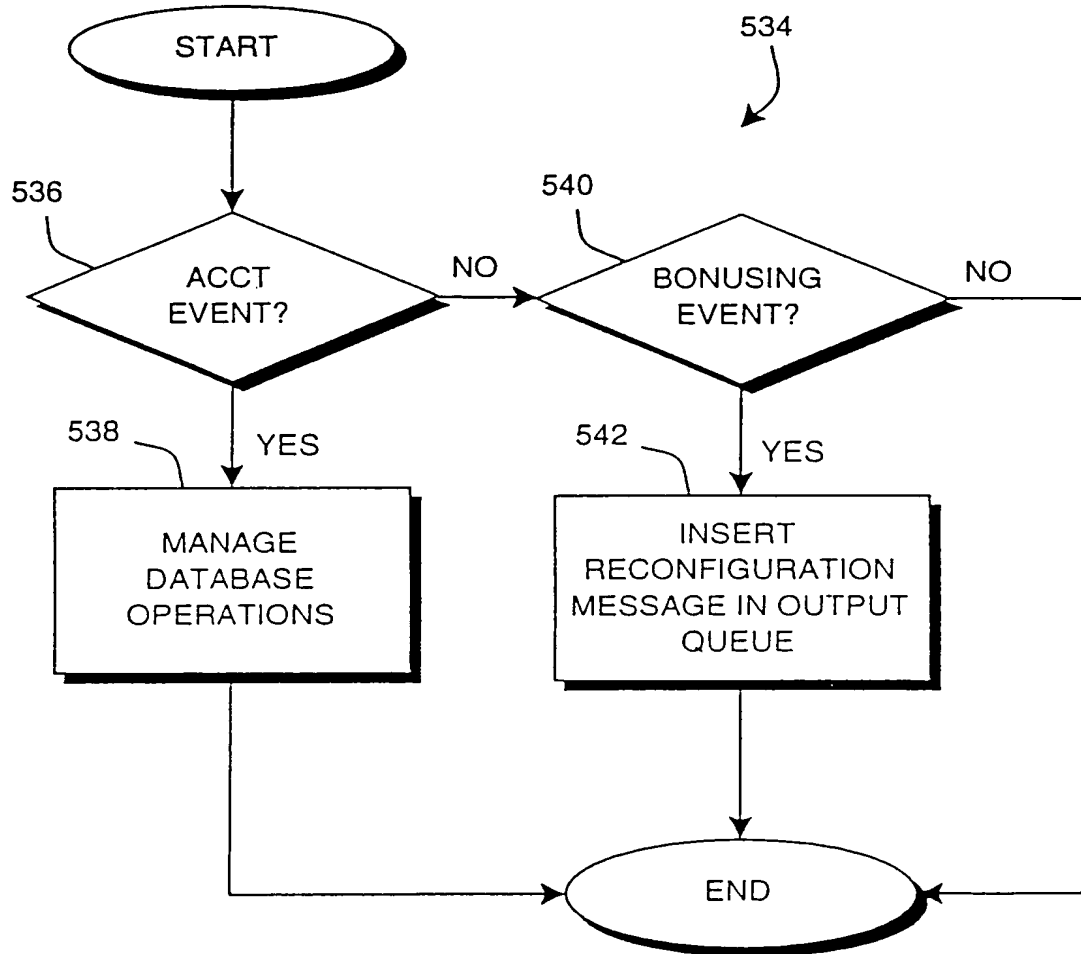 START
534
536
540
ACCT
EVENT?
NO
BONUSING
EVENT?
NO
538
YES
542
YES
MANAGE
DATABASE
OPERATIONS
INSERT
RECONFIGURATION
MESSAGE IN OUTPUT
QUEUE
END